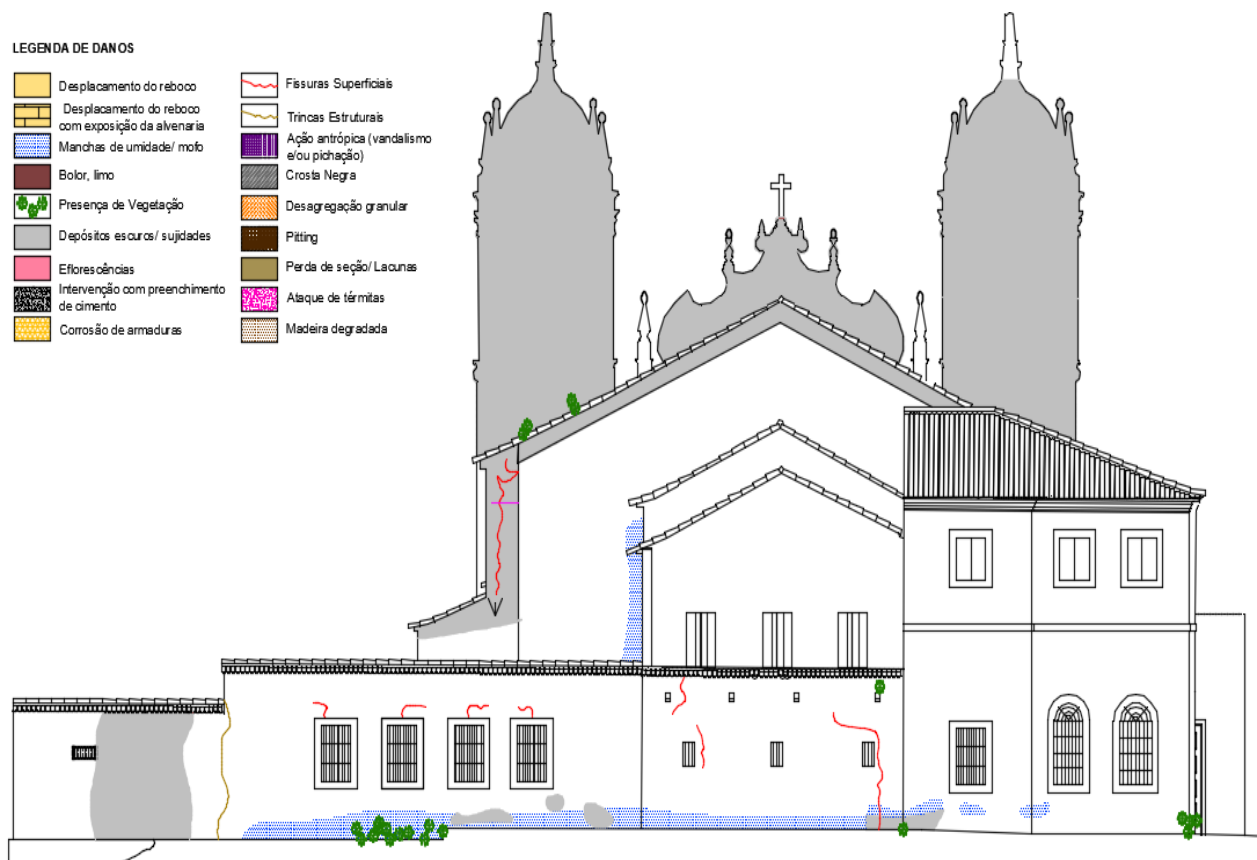 LEGENDA DE DANOS
Desplacamento do reboco
Desplacamento do reboco
com exposição da alvenaria
Manchas de umidade/ mofo
Bolor, limo
Presença de Vegetação
Depósitos escuros/ sujidades
Eflorescências
Intervenção com preenchimento
de cimento
Corrosão de armaduras
Fissuras Superficiais
Trincas Estruturais
Ação antrópica (vandalismo
e/ou pichação)
Crosta Negra
Desagregação granular
Pitting
Perda de seção/ Lacunas
Ataque de térmitas
Madeira degradada